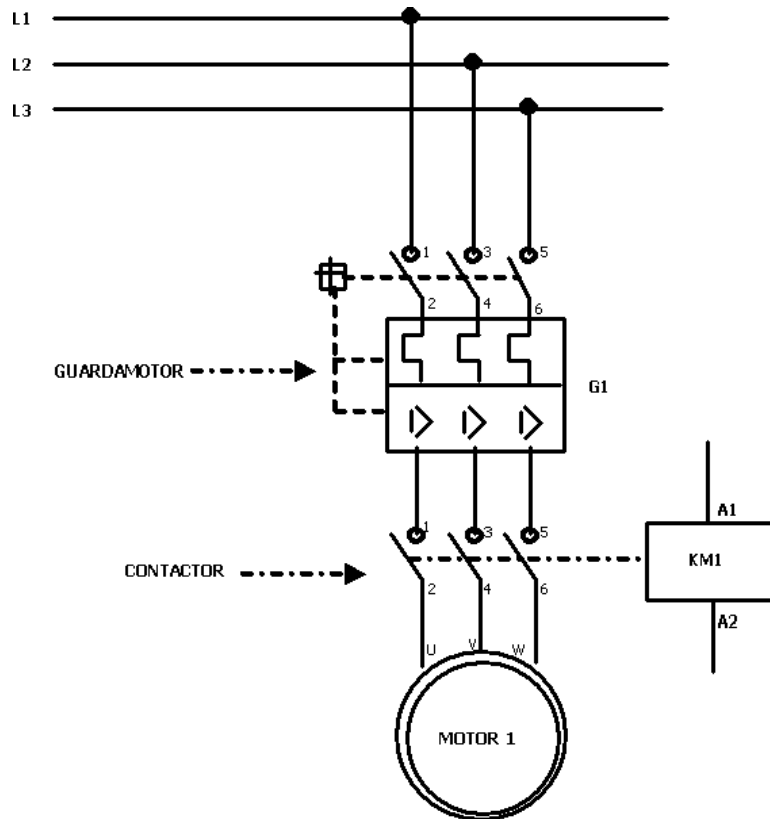 L1
L2
L3
1 3 5
2 4 6
GUARDAMOTOR
G1
A1
1 3 5
CONTACTOR
KM1
2 4 6
A2
U V W
MOTOR 1